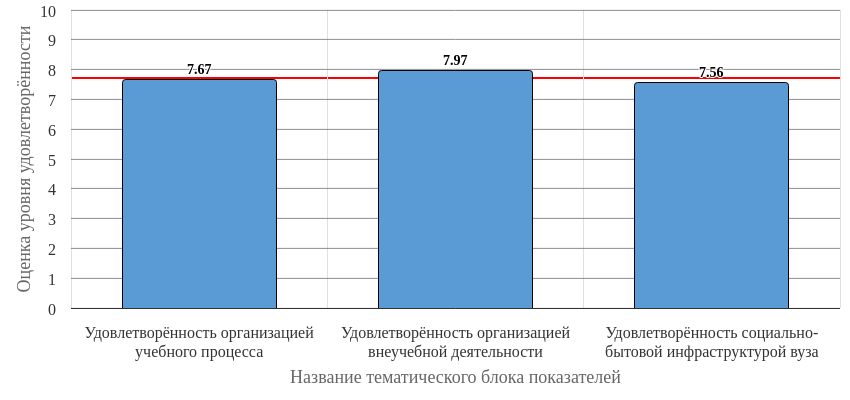 Оценка уровня удовлетворённости
10
9
8
7
6
5
4
3
2
1
0
7.67
7.97
7.56
Удовлетворённость организацией
учебного процесса
Удовлетворённость организацией
внеучебной деятельности
Удовлетворённость социально-
бытовой инфраструктурой вуза
Название тематического блока показателей